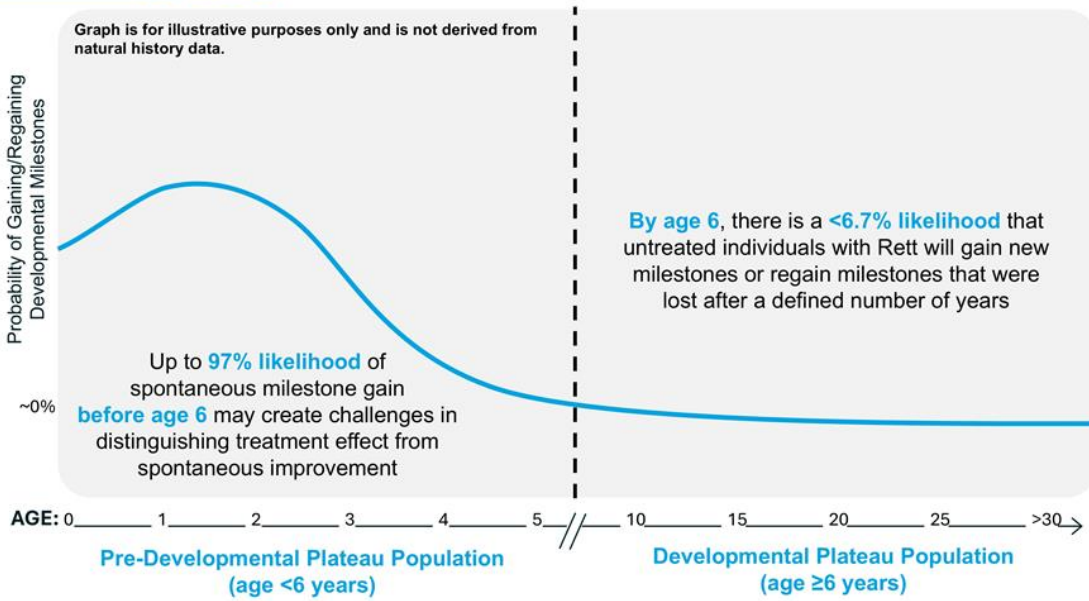 Graph is for illustrative purposes only and is not derived from
natural history data.
Probability of Gaining/Regaining
Developmental Milestones
~0%
Up to 97% likelihood of
spontaneous milestone gain
before age 6 may create challenges in
distinguishing treatment effect from
spontaneous improvement
By age 6, there is a <6.7% likelihood that
untreated individuals with Rett will gain new
milestones or regain milestones that were
lost after a defined number of years
AGE: 0 1 2 3 4 5 // 10 15 20 25 >30
Pre-Developmental Plateau Population
(age <6 years)
Developmental Plateau Population
(age ≥6 years)